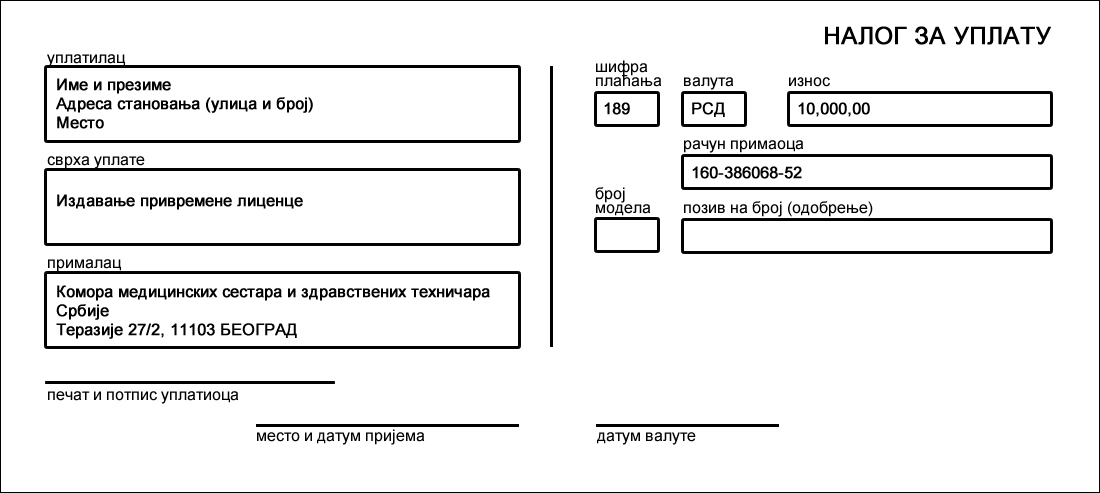 НАЛОГ ЗА УПЛАТУ
уплатилац
Име и презиме
Адреса становања (улица и број)
Место
сврха уплате
Издавање привремене лиценце
прималац
Комора медицинских сестара и здравствених техничара
Србије
Теразије 27/2, 11103 БЕОГРАД
печат и потпис уплатиоца
место и датум пријема
шифра
плаћања
189
валута
РСД
износ
10,000,00
рачун примаоца
160-386068-52
број
модела
позив на број (одобрење)
датум валуте